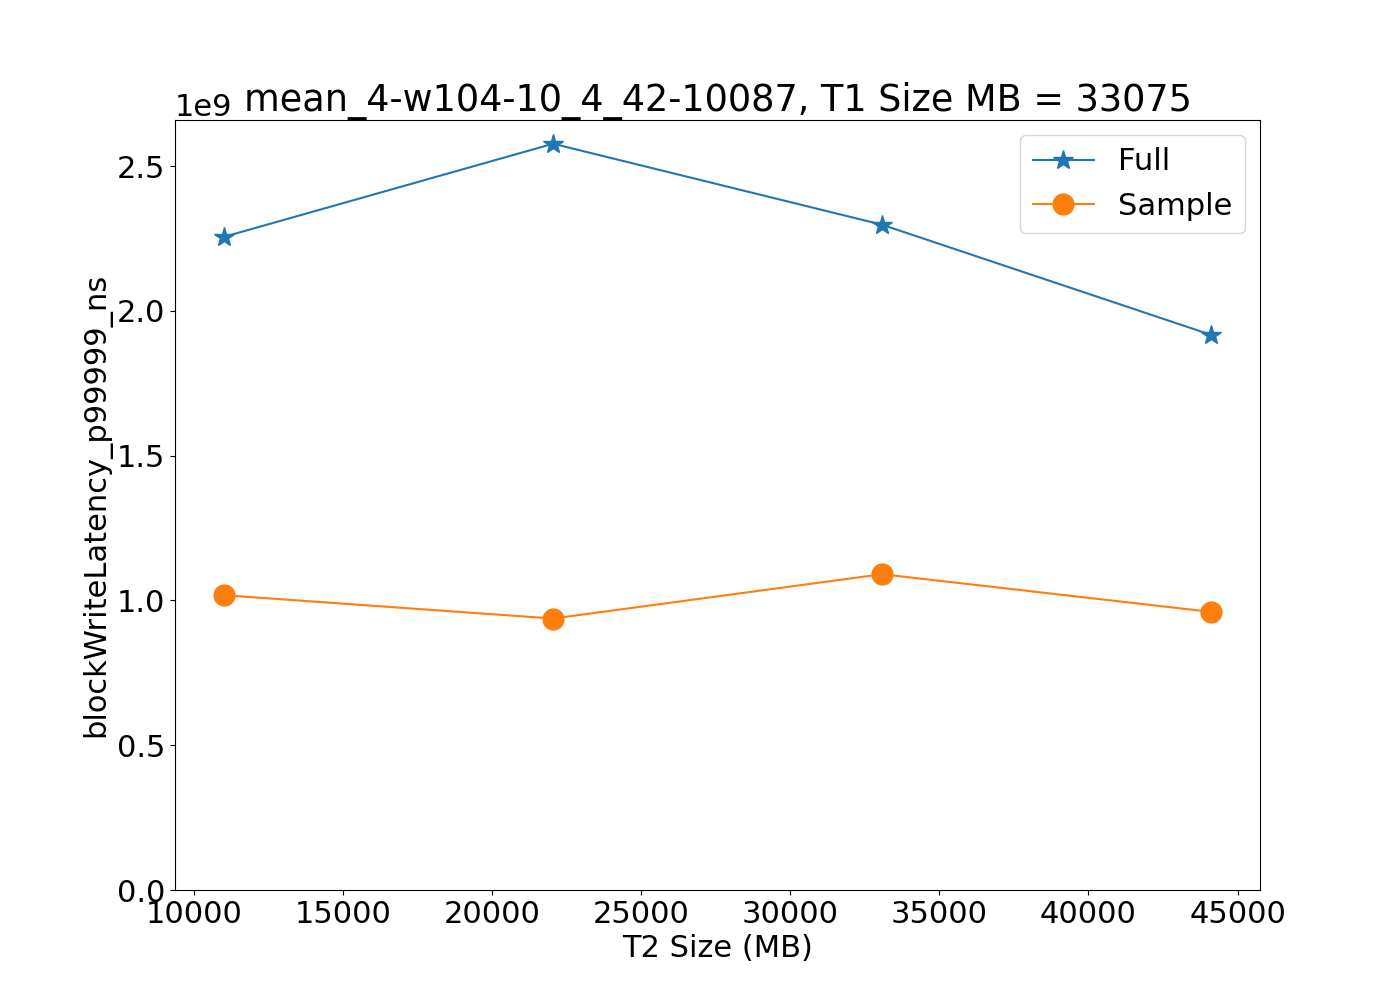 1e9
mean_4-w104-10_4_42-10087, T1 Size MB = 33075
Full
Sample
blockWriteLatency_p99999_ns
2.5
2.0
1.5
1.0
0.5
0.0
10000 15000 20000 25000 30000 35000 40000 45000
T2 Size (MB)